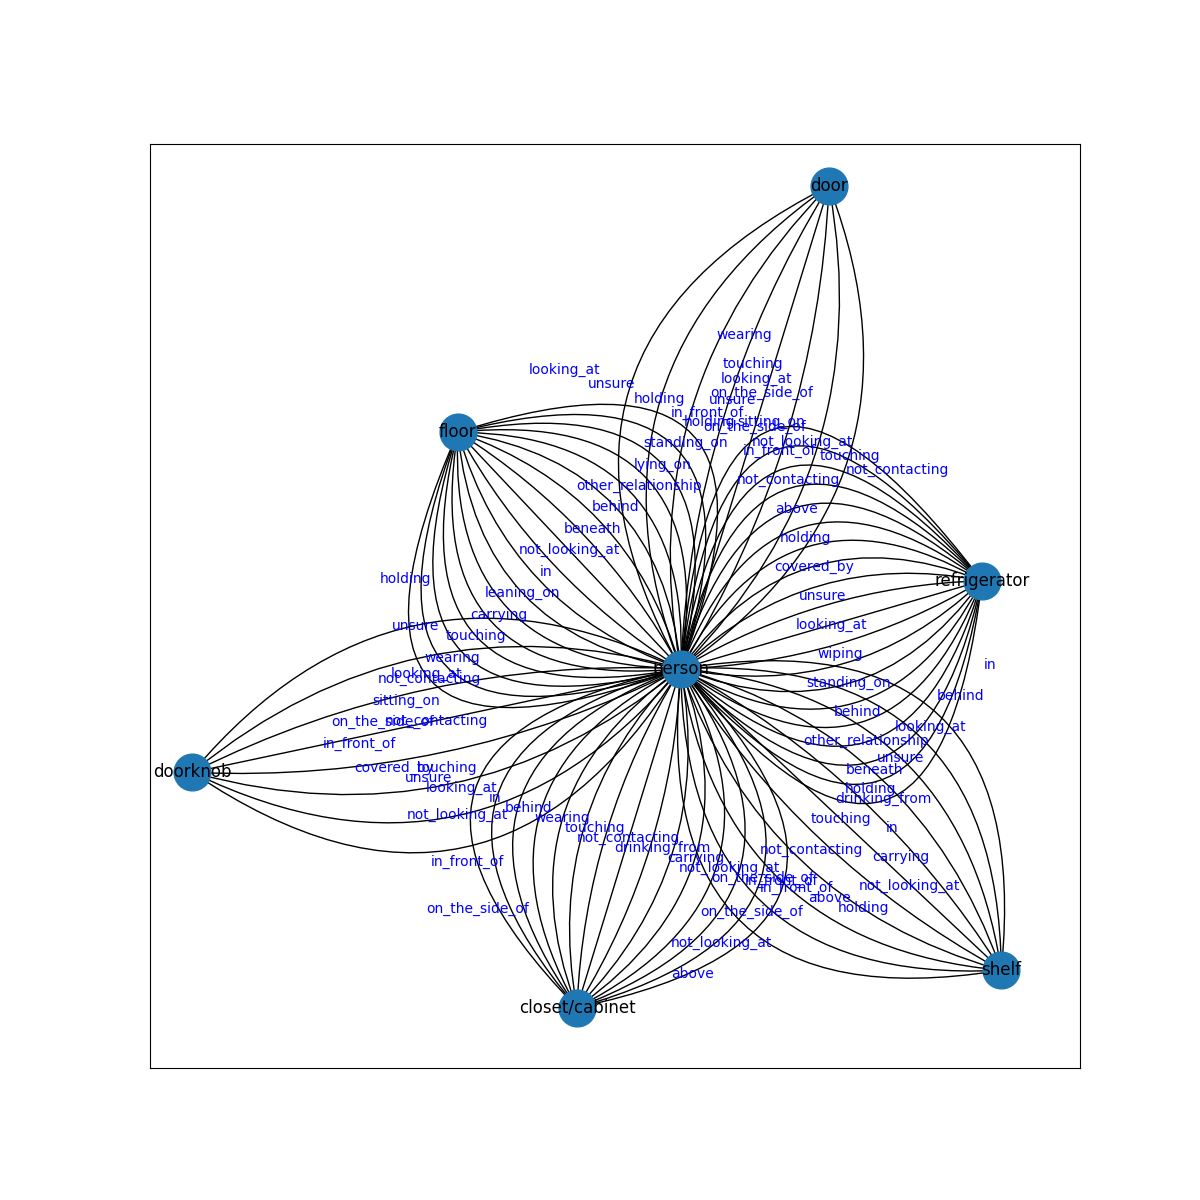 door
wearing
touching
looking_at
looking_at
unsure
on_the_side_of
holding
unsure
in_front_of
holding
sitting_on
on_the_side_of
floor
standing_on
not_looking_at
in_front_of
touching
lying_on
not_contacting
not_contacting
other_relationship
behind
above
beneath
holding
not_looking_at
covered_by
in
holding
refrigerator
leaning_on
unsure
carrying
unsure
looking_at
touching
wiping
wearing
in
person
looking_at
not_contacting
standing_on
behind
sitting_on
behind
on_the_side_of
not_contacting
looking_at
in_front_of
other_relationship
unsure
doorknob
covered_by
touching
beneath
unsure
looking_at
holding
in
drinking_from
behind
not_looking_at
wearing
touching
touching
in
not_contacting
drinking_from
not_contacting
carrying
carrying
in_front_of
not_looking_at
on_the_side_of
in_front_of
in_front_of
not_looking_at
above
on_the_side_of
on_the_side_of
holding
not_looking_at
shelf
above
closet/cabinet